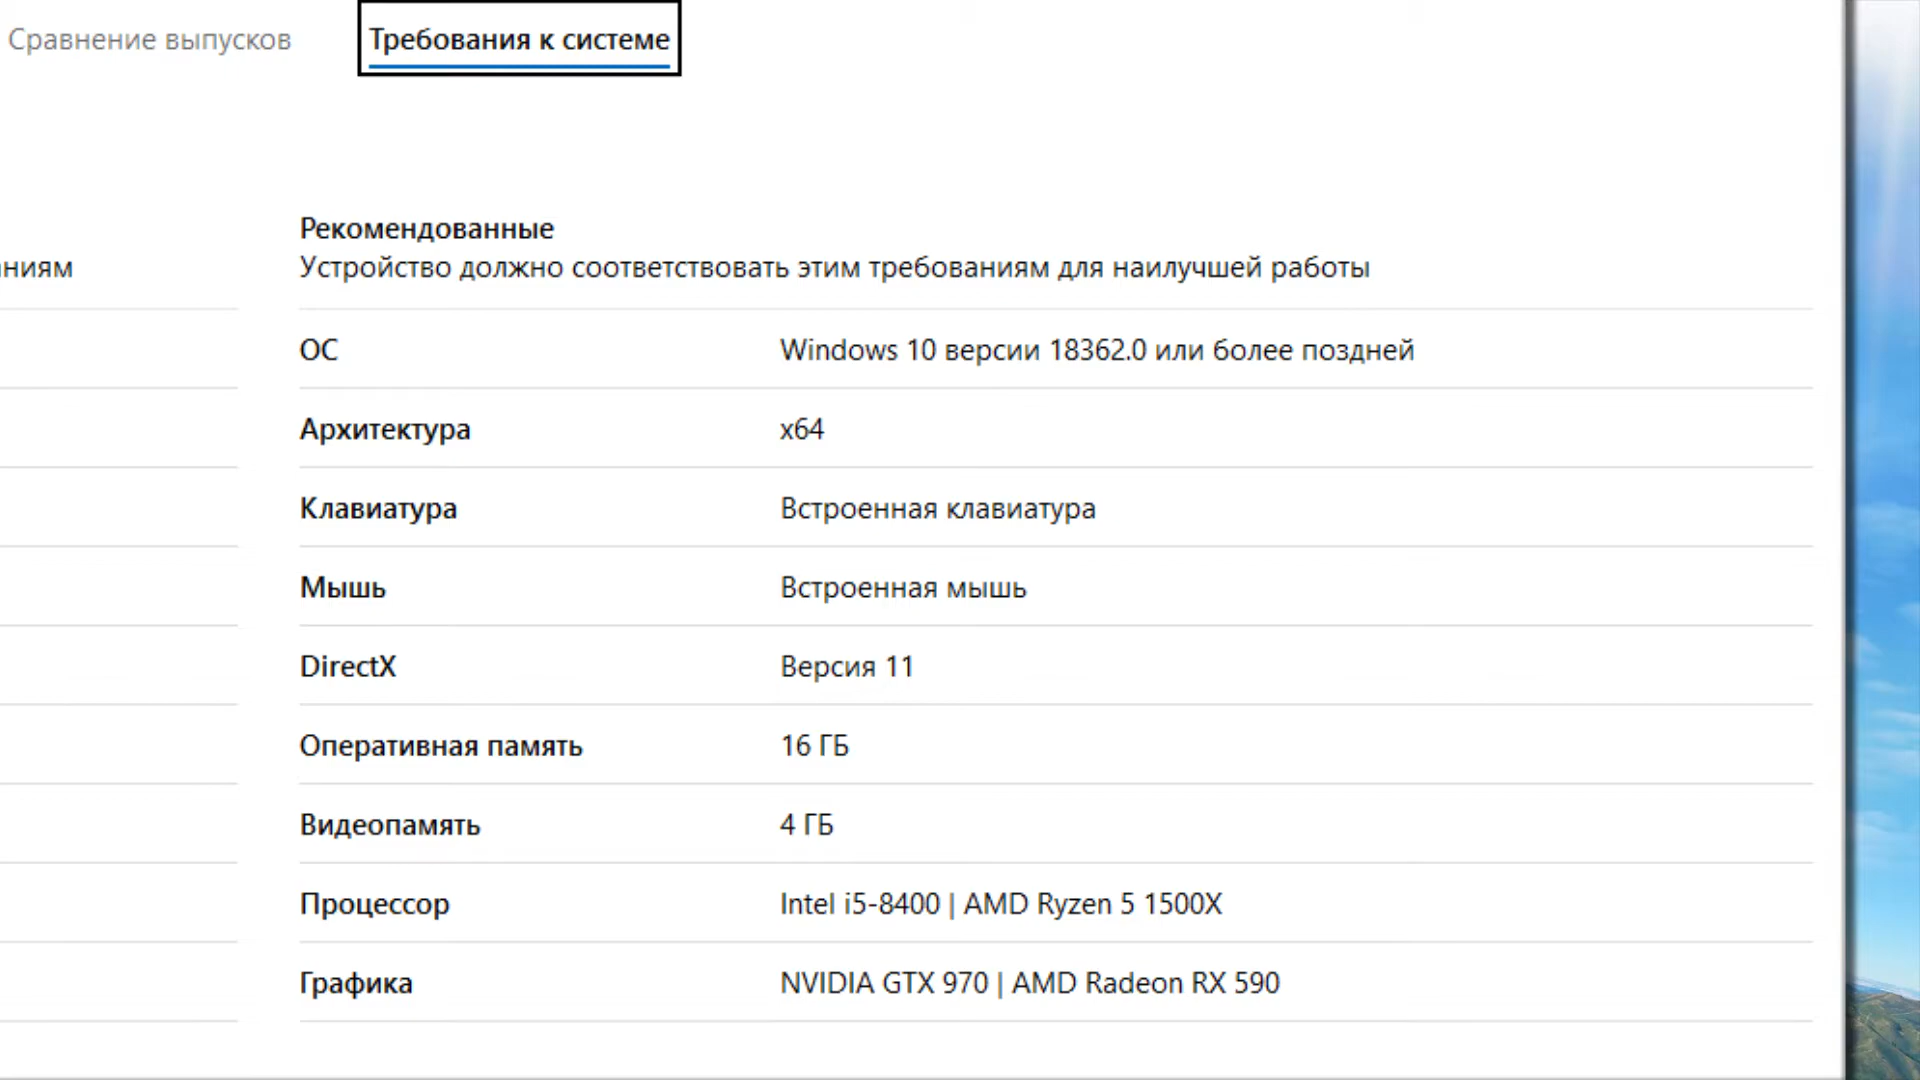 Сравнение выпусков
Требования к системе
Рекомендованные
ниям
Устройство должно соответствовать этим требованиям для наилучшей работы
ОС
Windows 10 версии 18362.0 или более поздней
Архитектура
x64
Клавиатура
Встроенная клавиатура
Мышь
Встроенная мышь
DirectX
Версия 11
Оперативная память
16 ГБ
Видеопамять
4 ГБ
Процессор
Intel i5-8400 | AMD Ryzen 5 1500X
Графика
NVIDIA GTX 970 | AMD Radeon RX 590